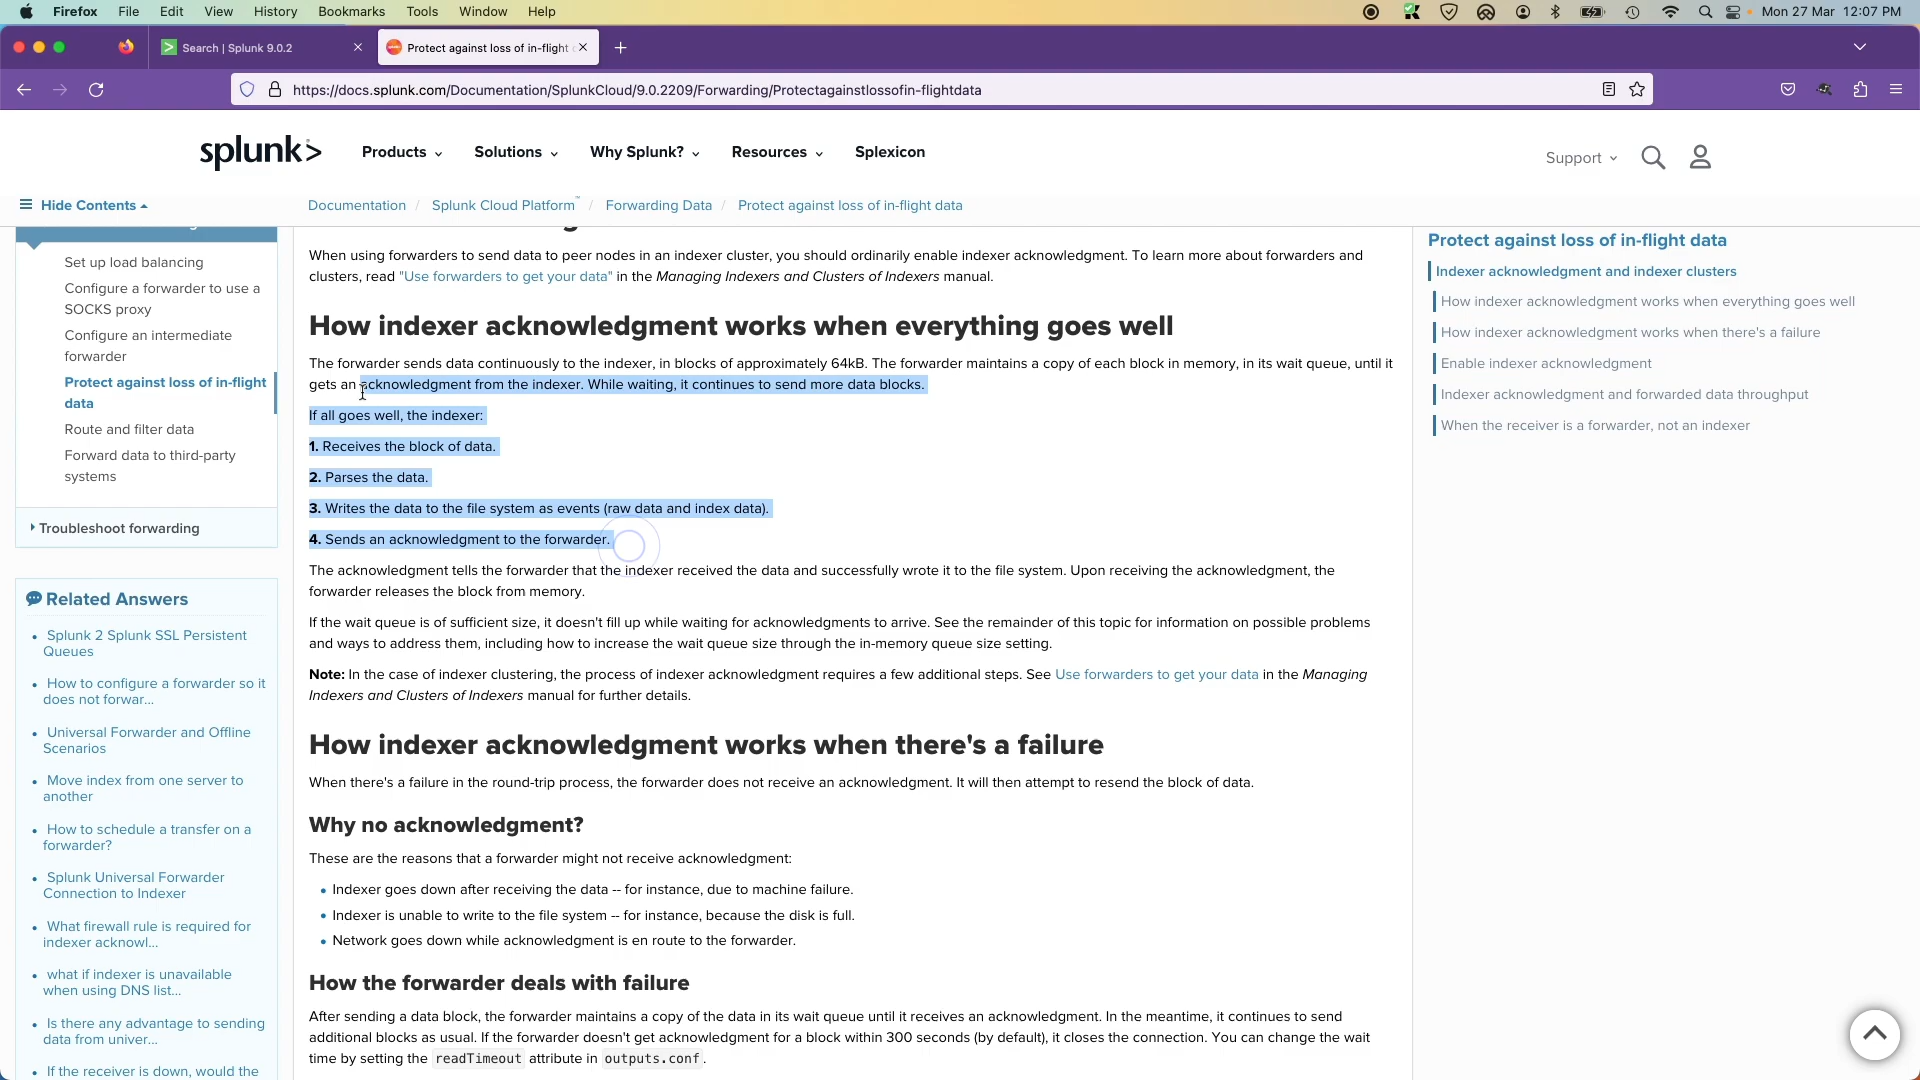 Firefox File Edit View History Bookmarks Tools Window Help Mon 27 Mar 12:07 PM
Search | Splunk 9.0.2
Protect against loss of in-flight
https://docs.splunk.com/Documentation/SplunkCloud/9.0.2209/Forwarding/Protectagainstlossofin-flightdata
splunk>
Products
Solutions
Why Splunk?
Resources
Splexicon
Support
Hide Contents
Documentation / Splunk Cloud Platform™ / Forwarding Data / Protect against loss of in-flight data
Set up load balancing
Configure a forwarder to use a
SOCKS proxy
Configure an intermediate
forwarder
Protect against loss of in-flight
data
Route and filter data
Forward data to third-party
systems
Troubleshoot forwarding
Related Answers
Splunk 2 Splunk SSL Persistent
Queues
How to configure a forwarder so it
does not forwar...
Universal Forwarder and Offline
Scenarios
Move index from one server to
another
How to schedule a transfer on a
forwarder?
Splunk Universal Forwarder
Connection to Indexer
What firewall rule is required for
indexer acknowl...
what if indexer is unavailable
when using DNS list...
Is there any advantage to sending
data from univer...
If the receiver is down, would the
When using forwarders to send data to peer nodes in an indexer cluster, you should ordinarily enable indexer acknowledgment. To learn more about forwarders and
clusters, read "Use forwarders to get your data" in the Managing Indexers and Clusters of Indexers manual.
How indexer acknowledgment works when everything goes well
The forwarder sends data continuously to the indexer, in blocks of approximately 64kB. The forwarder maintains a copy of each block in memory, in its wait queue, until it
gets an acknowledgment from the indexer. While waiting, it continues to send more data blocks.
If all goes well, the indexer:
1. Receives the block of data.
2. Parses the data.
3. Writes the data to the file system as events (raw data and index data).
4. Sends an acknowledgment to the forwarder.
The acknowledgment tells the forwarder that the indexer received the data and successfully wrote it to the file system. Upon receiving the acknowledgment, the
forwarder releases the block from memory.
If the wait queue is of sufficient size, it doesn't fill up while waiting for acknowledgments to arrive. See the remainder of this topic for information on possible problems
and ways to address them, including how to increase the wait queue size through the in-memory queue size setting.
Note: In the case of indexer clustering, the process of indexer acknowledgment requires a few additional steps. See Use forwarders to get your data in the Managing
Indexers and Clusters of Indexers manual for further details.
How indexer acknowledgment works when there's a failure
When there's a failure in the round-trip process, the forwarder does not receive an acknowledgment. It will then attempt to resend the block of data.
Why no acknowledgment?
These are the reasons that a forwarder might not receive acknowledgment:
Indexer goes down after receiving the data -- for instance, due to machine failure.
Indexer is unable to write to the file system -- for instance, because the disk is full.
Network goes down while acknowledgment is en route to the forwarder.
How the forwarder deals with failure
After sending a data block, the forwarder maintains a copy of the data in its wait queue until it receives an acknowledgment. In the meantime, it continues to send
additional blocks as usual. If the forwarder doesn't get acknowledgment for a block within 300 seconds (by default), it closes the connection. You can change the wait
time by setting the readTimeout attribute in outputs.conf.
Protect against loss of in-flight data
Indexer acknowledgment and indexer clusters
How indexer acknowledgment works when everything goes well
How indexer acknowledgment works when there's a failure
Enable indexer acknowledgment
Indexer acknowledgment and forwarded data throughput
When the receiver is a forwarder, not an indexer